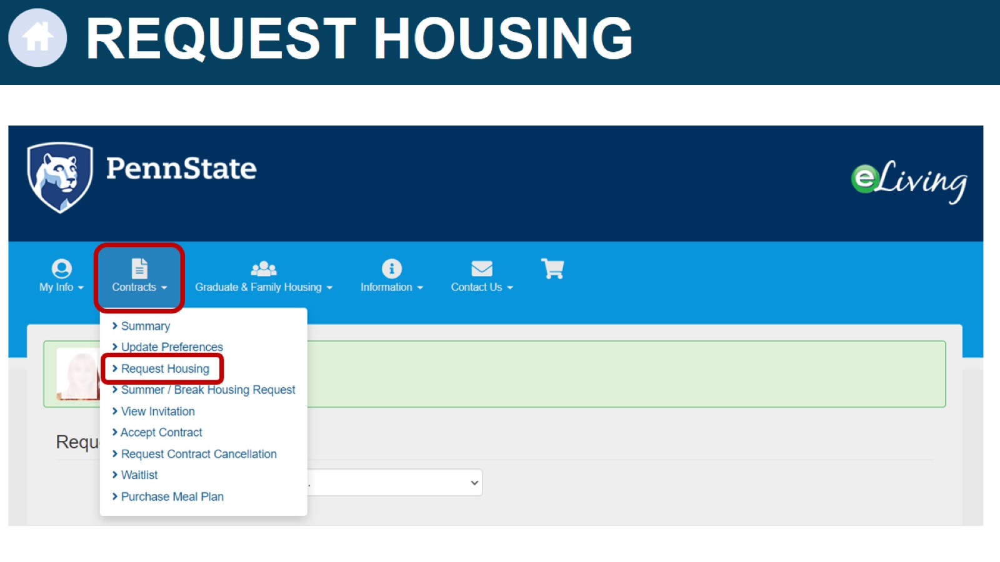 REQUEST HOUSING
PennState
eLiving
My Info
Contracts
Graduate & Family Housing
Information
Contact Us
Summary
Update Preferences
Request Housing
Summer / Break Housing Request
View Invitation
Requ
Accept Contract
Request Contract Cancellation
Waitlist
Purchase Meal Plan